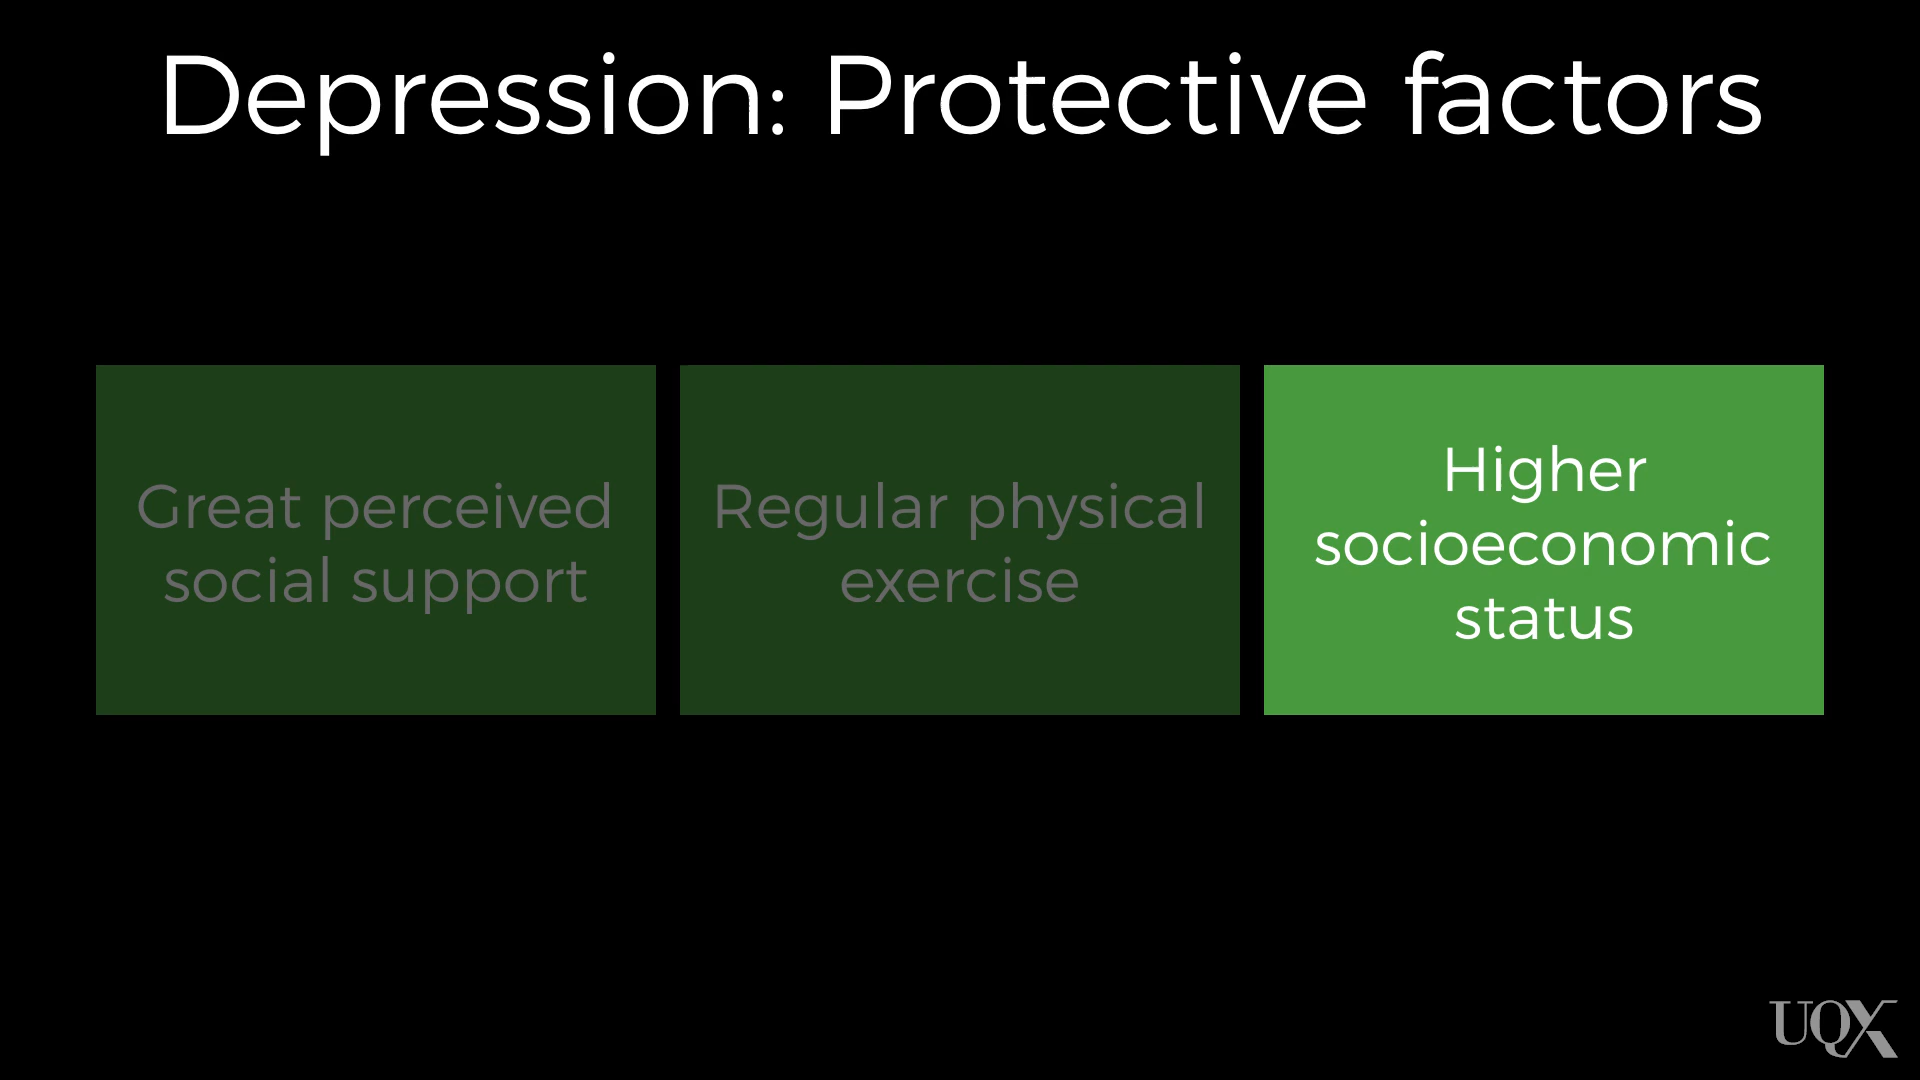 Depression: Protective factors
Great perceived
social support
Regular physical
exercise
Higher
socioeconomic
status
UQX